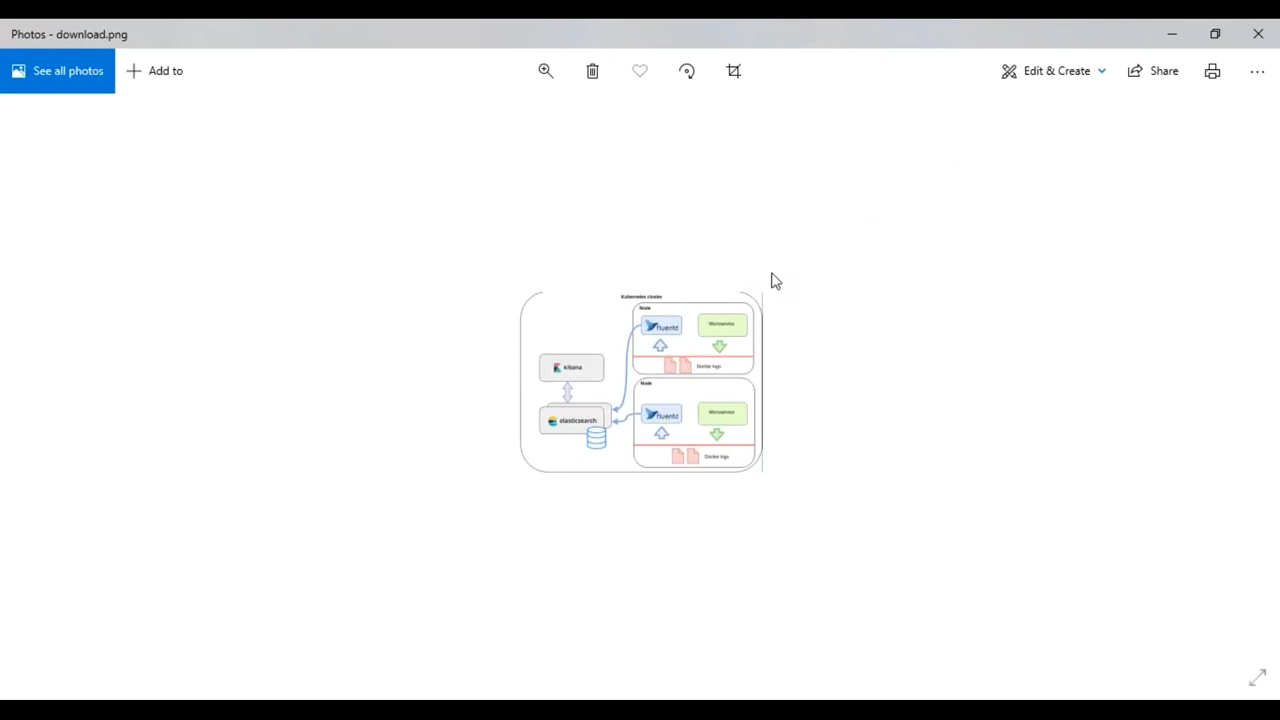 Photos - download.png
See all photos
Add to
Edit & Create
Share
Kubernetes cluster
Node
fluentd
Microservice
Docker logs
kibana
Node
elasticsearch
fluentd
Microservice
Docker logs